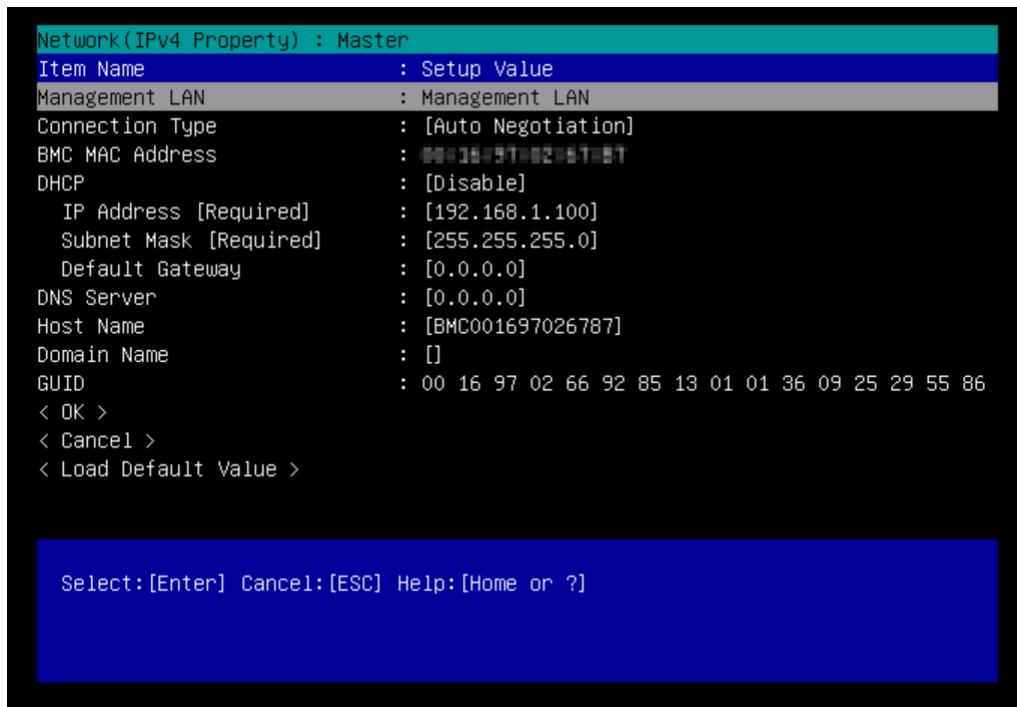 Network(IPv4 Property) : Master
Item Name : Setup Value
Management LAN : Management LAN
Connection Type : [Auto Negotiation]
BMC MAC Address :
DHCP : [Disable]
IP Address [Required] : [192.168.1.100]
Subnet Mask [Required] : [255.255.255.0]
Default Gateway : [0.0.0.0]
DNS Server : [0.0.0.0]
Host Name : [BMC001697026787]
Domain Name : []
GUID : 00 16 97 02 66 92 85 13 01 01 36 09 25 29 55 86
< OK >
< Cancel >
< Load Default Value >
Select:[Enter] Cancel:[ESC] Help:[Home or ?]